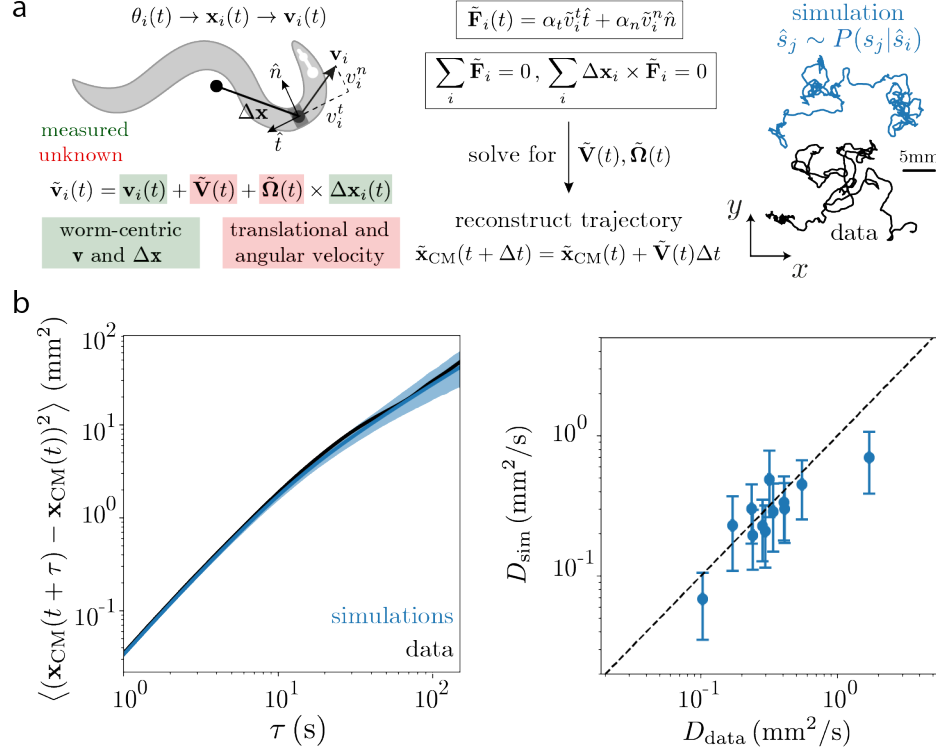 a
θ_i(t) → x_i(t) → v_i(t)
n̂
v_i
v_i^n
v_i^t
Δx
t̂
measured
unknown
ṽ_i(t) = v_i(t) + Ṽ(t) + Ω̃(t) × Δx_i(t)
worm-centric
v and Δx
translational and
angular velocity
F̃_i(t) = α_t ṽ_i^t t̂ + α_n ṽ_i^n n̂
∑_i F̃_i = 0 , ∑_i Δx_i × F̃_i = 0
solve for Ṽ(t), Ω̃(t)
reconstruct trajectory
x̃_CM(t + Δt) = x̃_CM(t) + Ṽ(t)Δt
simulation
ŝ_j ∼ P(s_j|ŝ_i)
5mm
data
y
x
b
⟨(x_CM(t + τ) − x_CM(t))²⟩ (mm²)
10²
10¹
10⁰
10⁻¹
simulations
data
10⁰
10¹
10²
τ (s)
D_sim (mm²/s)
10⁰
10⁻¹
10⁻¹
10⁰
D_data (mm²/s)